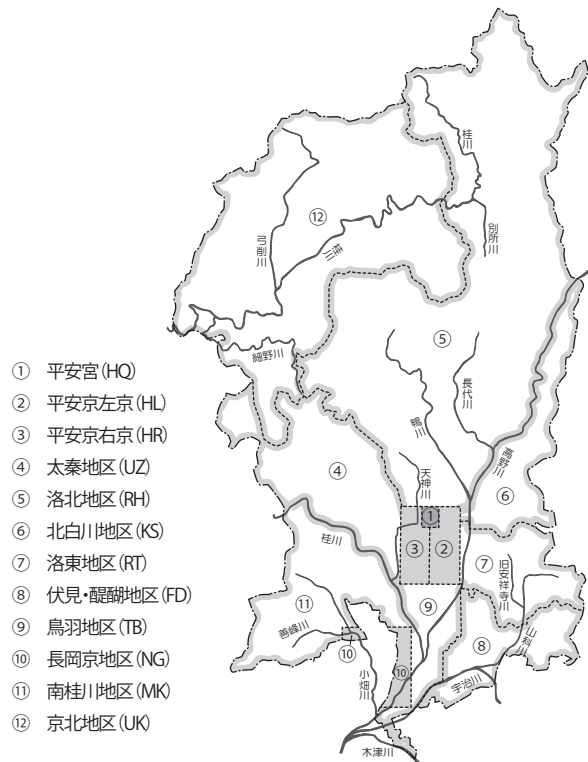 ① 平安宮(HQ)
② 平安京左京(HL)
③ 平安京右京(HR)
④ 太秦地区(UZ)
⑤ 洛北地区(RH)
⑥ 北白川地区(KS)
⑦ 洛東地区(RT)
⑧ 伏見・醍醐地区(FD)
⑨ 鳥羽地区(TB)
⑩ 長岡京地区(NG)
⑪ 南桂川地区(MK)
⑫ 京北地区(UK)
桂川
⑫
別所川
弓削川
桂川
細野川
⑤
長代川
鴨川
高野川
④
天神川
⑥
①
③
②
桂川
⑦
旧安祥寺川
⑪
⑨
山科川
善峰川
⑩
⑧
⑩
小畑川
宇治川
木津川